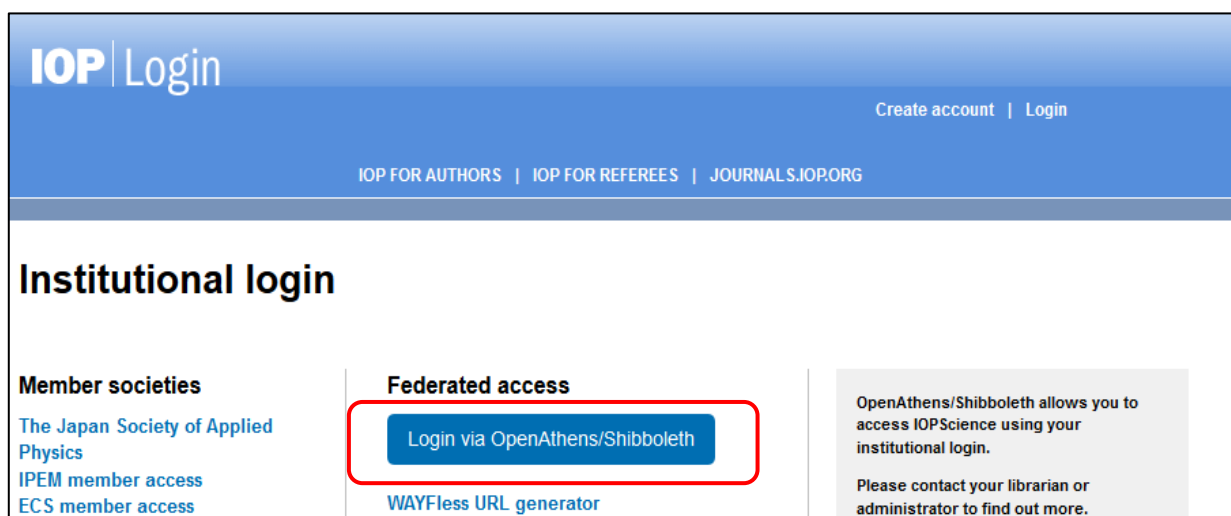 IOP Login
Create account | Login
IOP FOR AUTHORS | IOP FOR REFEREES | JOURNALS.IOP.ORG
Institutional login
Member societies
The Japan Society of Applied
Physics
IPEM member access
ECS member access
Federated access
Login via OpenAthens/Shibboleth
WAYFless URL generator
OpenAthens/Shibboleth allows you to
access IOPScience using your
institutional login.
Please contact your librarian or
administrator to find out more.